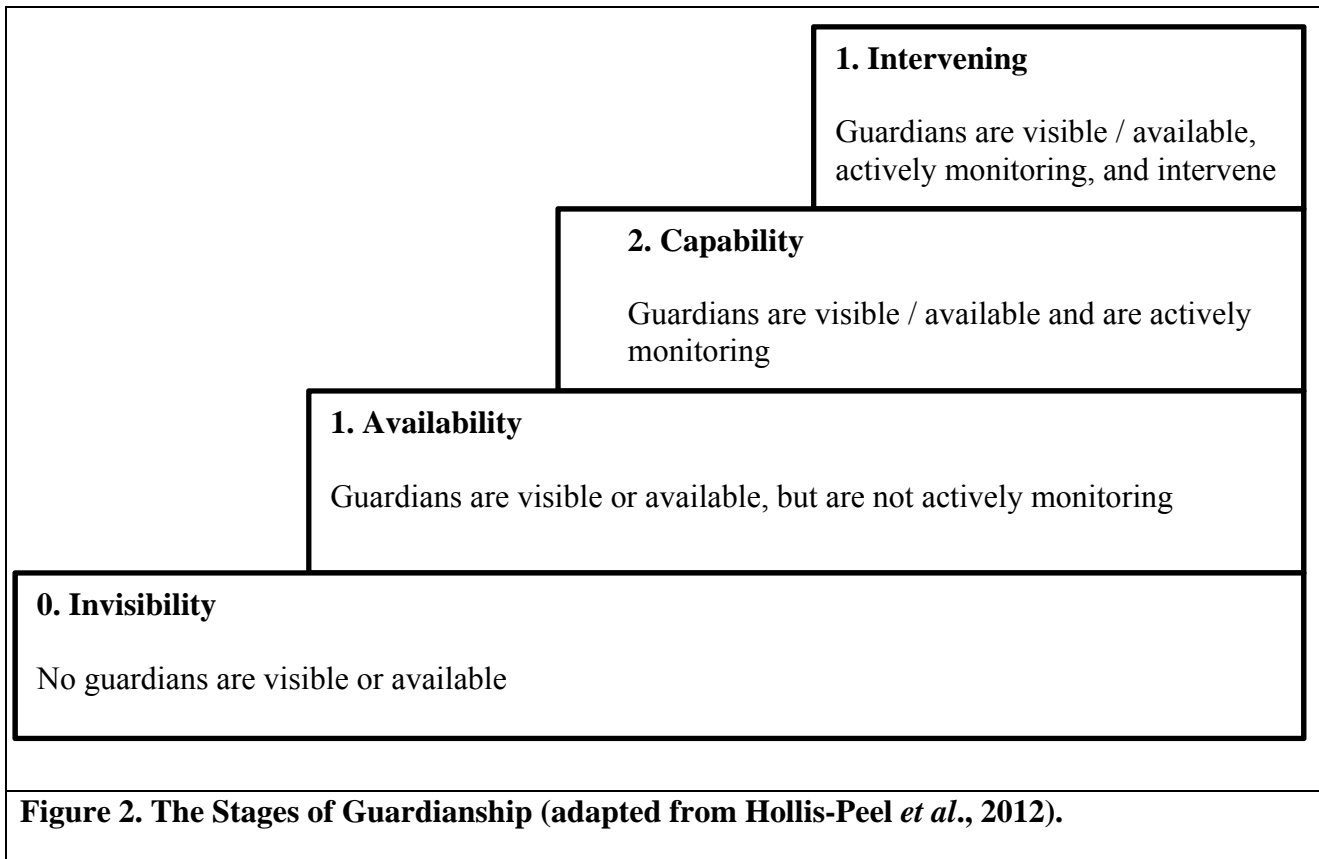 1. Intervening
Guardians are visible / available,
actively monitoring, and intervene
2. Capability
Guardians are visible / available and are actively
monitoring
1. Availability
Guardians are visible or available, but are not actively monitoring
0. Invisibility
No guardians are visible or available
Figure 2. The Stages of Guardianship (adapted from Hollis-Peel et al., 2012).